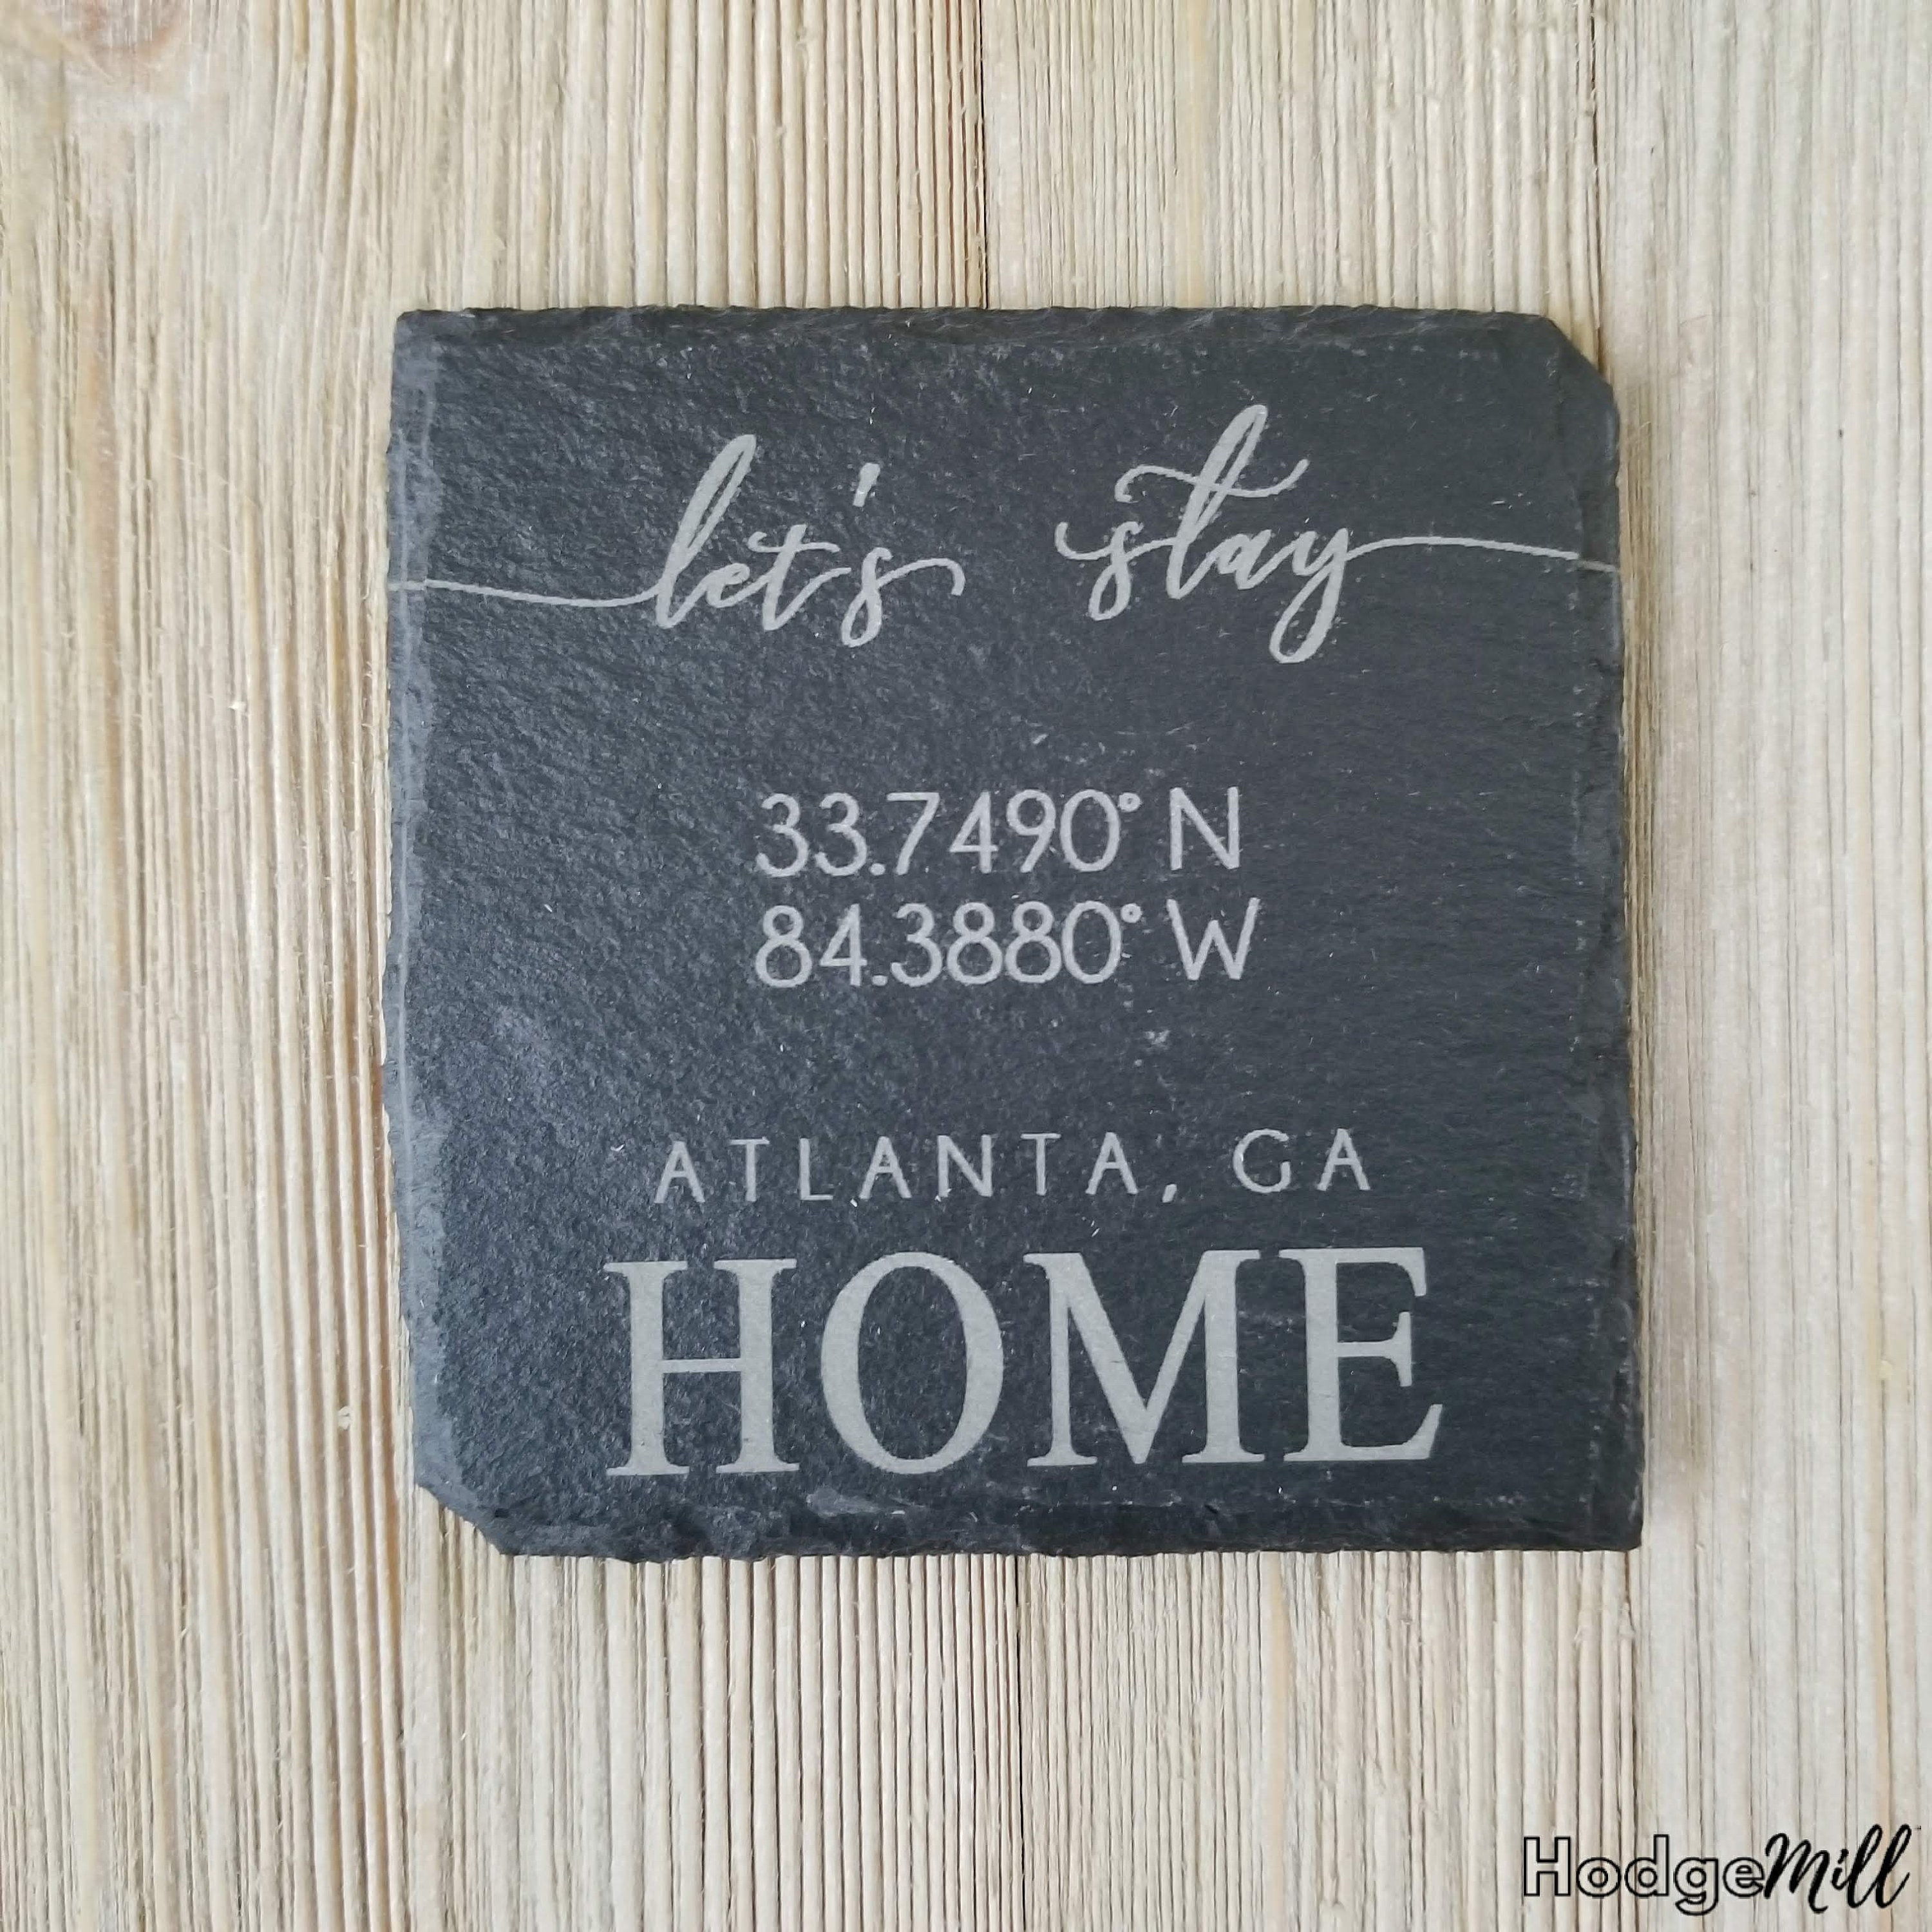 let's stay
33.7490° N
84.3880° W
ATLANTA, GA
HOME
HodgeMill